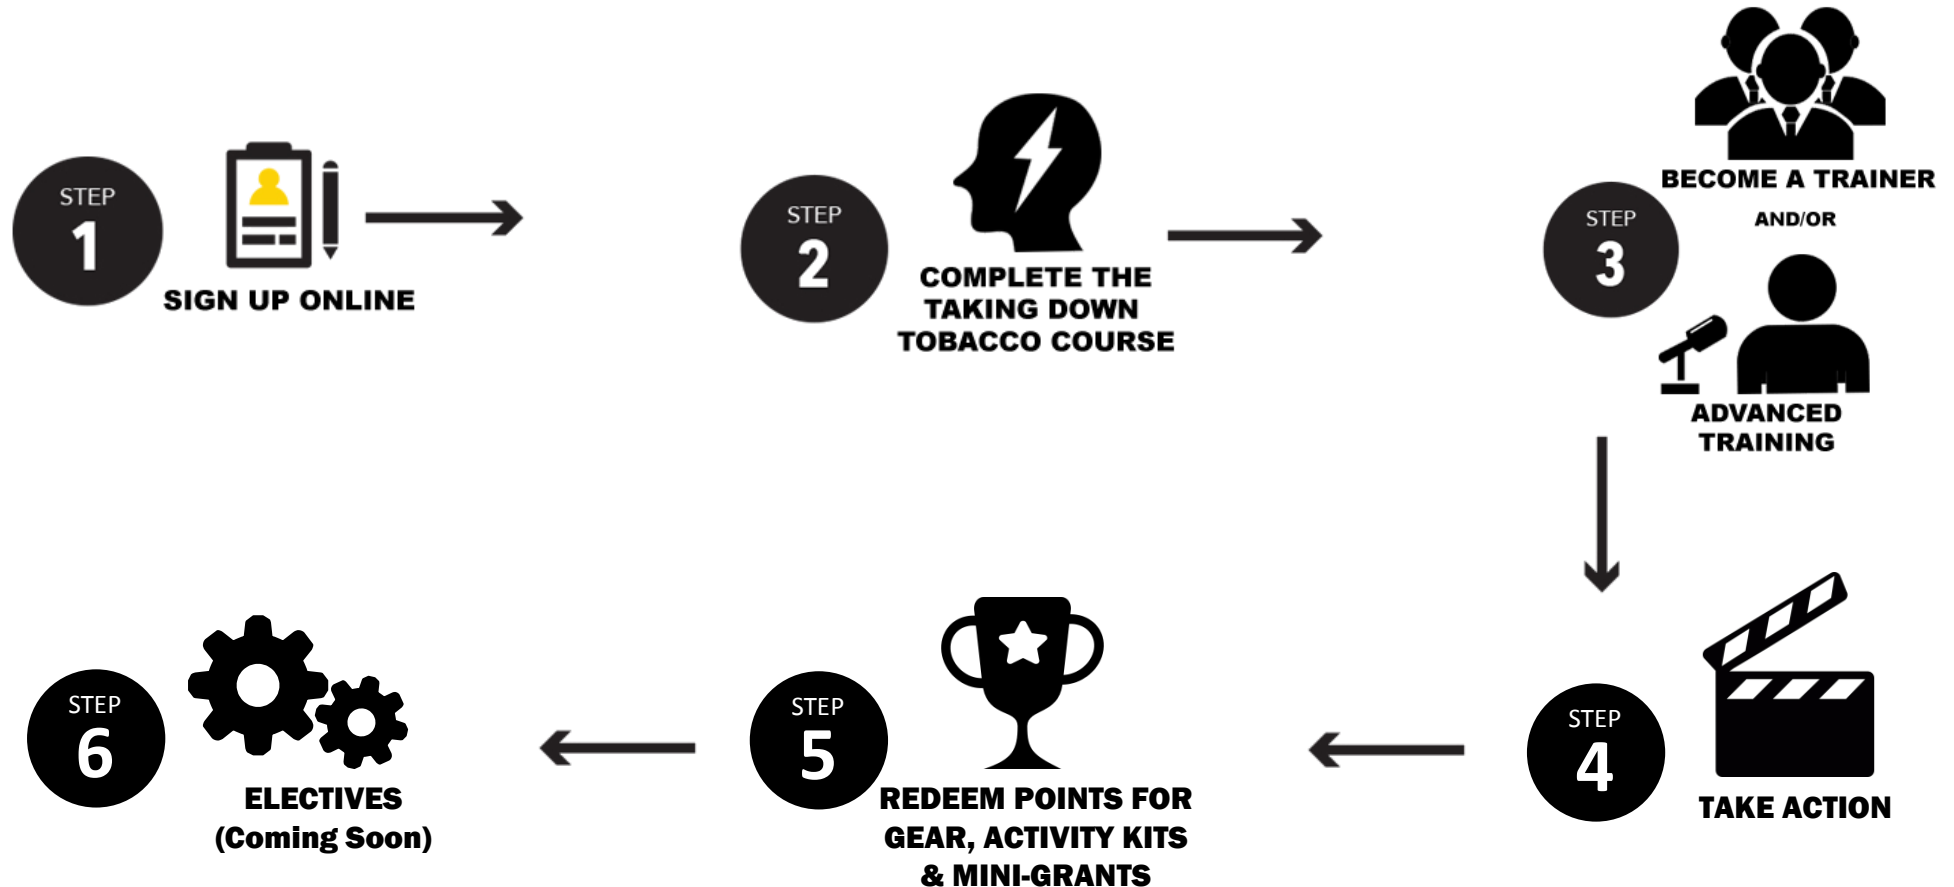 STEP
1
SIGN UP ONLINE
STEP
2
COMPLETE THE
TAKING DOWN
TOBACCO COURSE
STEP
3
BECOME A TRAINER
AND/OR
ADVANCED
TRAINING
STEP
4
TAKE ACTION
STEP
5
REDEEM POINTS FOR
GEAR, ACTIVITY KITS
& MINI-GRANTS
STEP
6
ELECTIVES
(Coming Soon)